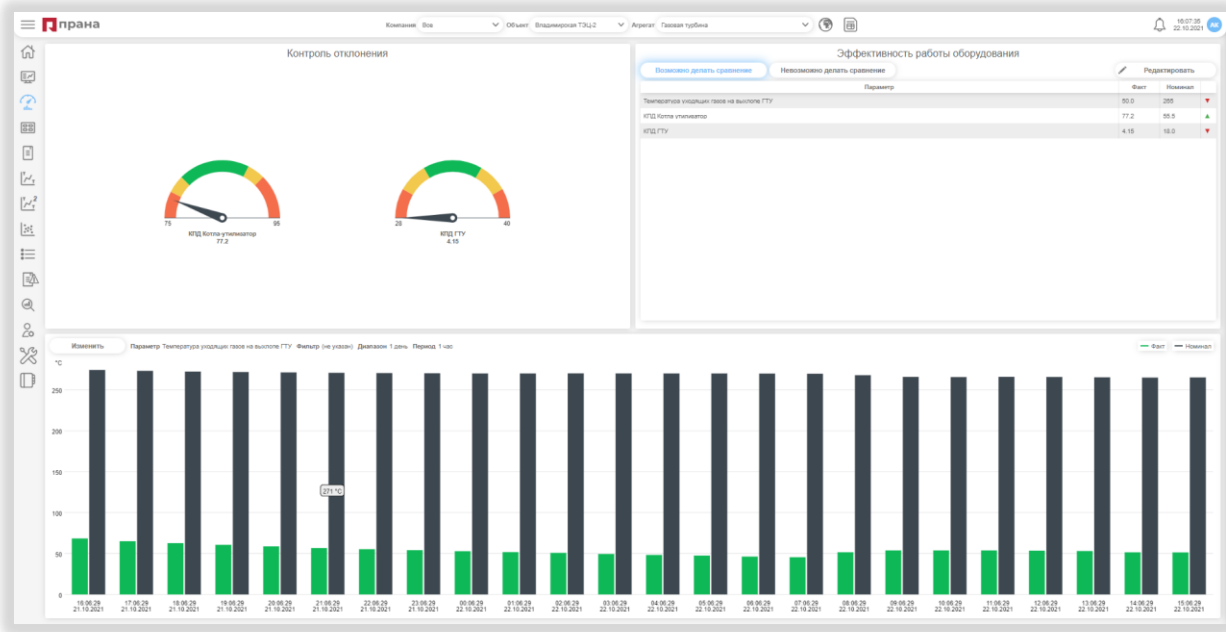 прана
Компания Все Объект Владимирская ТЭЦ-2 Агрегат Газовая турбина
16:07:35
22.10.2021
АК
Контроль отклонения
75 95
КПД Котла-утилизатор
77.2
25 40
КПД ГТУ
4.15
Эффективность работы оборудования
Возможно делать сравнение Невозможно делать сравнение Редактировать
Параметр Факт Номинал
Температура уходящих газов на выхлопе ГТУ 50.0 265
КПД Котла утилизатор 77.2 55.5
КПД ГТУ 4.15 18.0
Изменить Параметр Температура уходящих газов на выхлопе ГТУ Фильтр (не указан) Диапазон 1 день Период 1 час
Факт Номинал
°C
250
200
150
100
50
0
271 °C
16:06:29 17:06:29 18:06:29 19:06:29 20:06:29 21:06:29 22:06:29 23:06:29 00:06:29 01:06:29 02:06:29 03:06:29 04:06:29 05:06:29 06:06:29 07:06:29 08:06:29 09:06:29 10:06:29 11:06:29 12:06:29 13:06:29 14:06:29 15:06:29
21.10.2021 21.10.2021 21.10.2021 21.10.2021 21.10.2021 21.10.2021 21.10.2021 21.10.2021 22.10.2021 22.10.2021 22.10.2021 22.10.2021 22.10.2021 22.10.2021 22.10.2021 22.10.2021 22.10.2021 22.10.2021 22.10.2021 22.10.2021 22.10.2021 22.10.2021 22.10.2021 22.10.2021